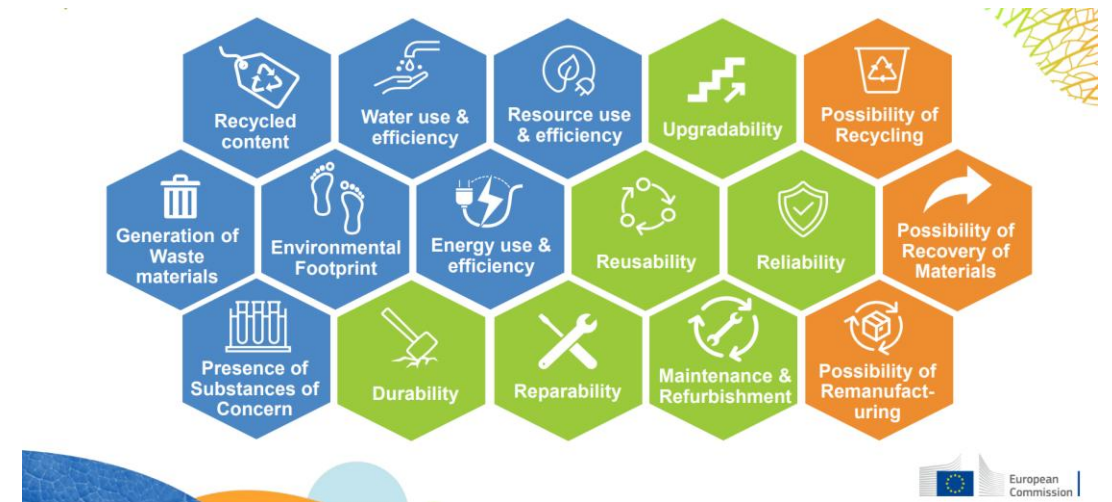 Recycled
content
Water use &
efficiency
Resource use
& efficiency
Upgradability
Possibility of
Recycling
Generation of
Waste
materials
Environmental
Footprint
Energy use &
efficiency
Reusability
Reliability
Possibility of
Recovery of
Materials
Presence of
Substances of
Concern
Durability
Reparability
Maintenance &
Refurbishment
Possibility of
Remanufact-
uring
European
Commission